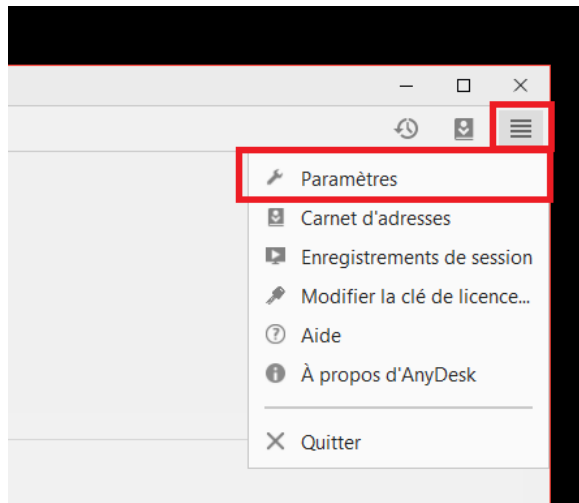 Paramètres
Carnet d'adresses
Enregistrements de session
Modifier la clé de licence...
Aide
À propos d'AnyDesk
Quitter